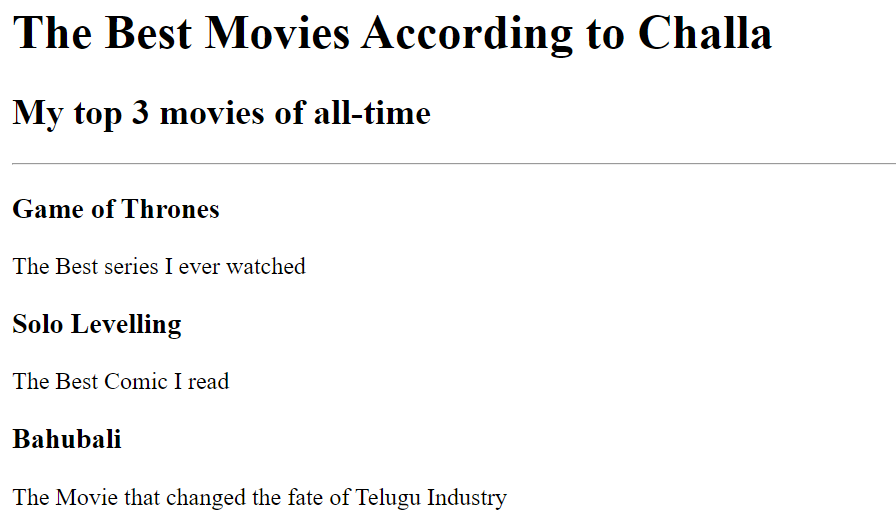 The Best Movies According to Challa
My top 3 movies of all-time
Game of Thrones
The Best series I ever watched
Solo Levelling
The Best Comic I read
Bahubali
The Movie that changed the fate of Telugu Industry